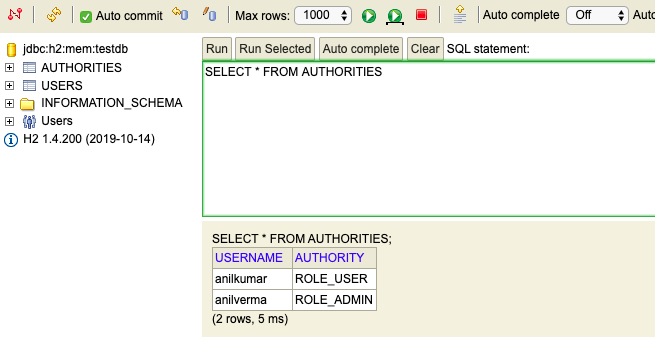 Auto commit Max rows: 1000 Auto complete Off Auto
jdbc:h2:mem:testdb
AUTHORITIES
USERS
INFORMATION_SCHEMA
Users
H2 1.4.200 (2019-10-14)
Run Run Selected Auto complete Clear SQL statement:
SELECT * FROM AUTHORITIES
SELECT * FROM AUTHORITIES;
USERNAME AUTHORITY
anilkumar ROLE_USER
anilverma ROLE_ADMIN
(2 rows, 5 ms)